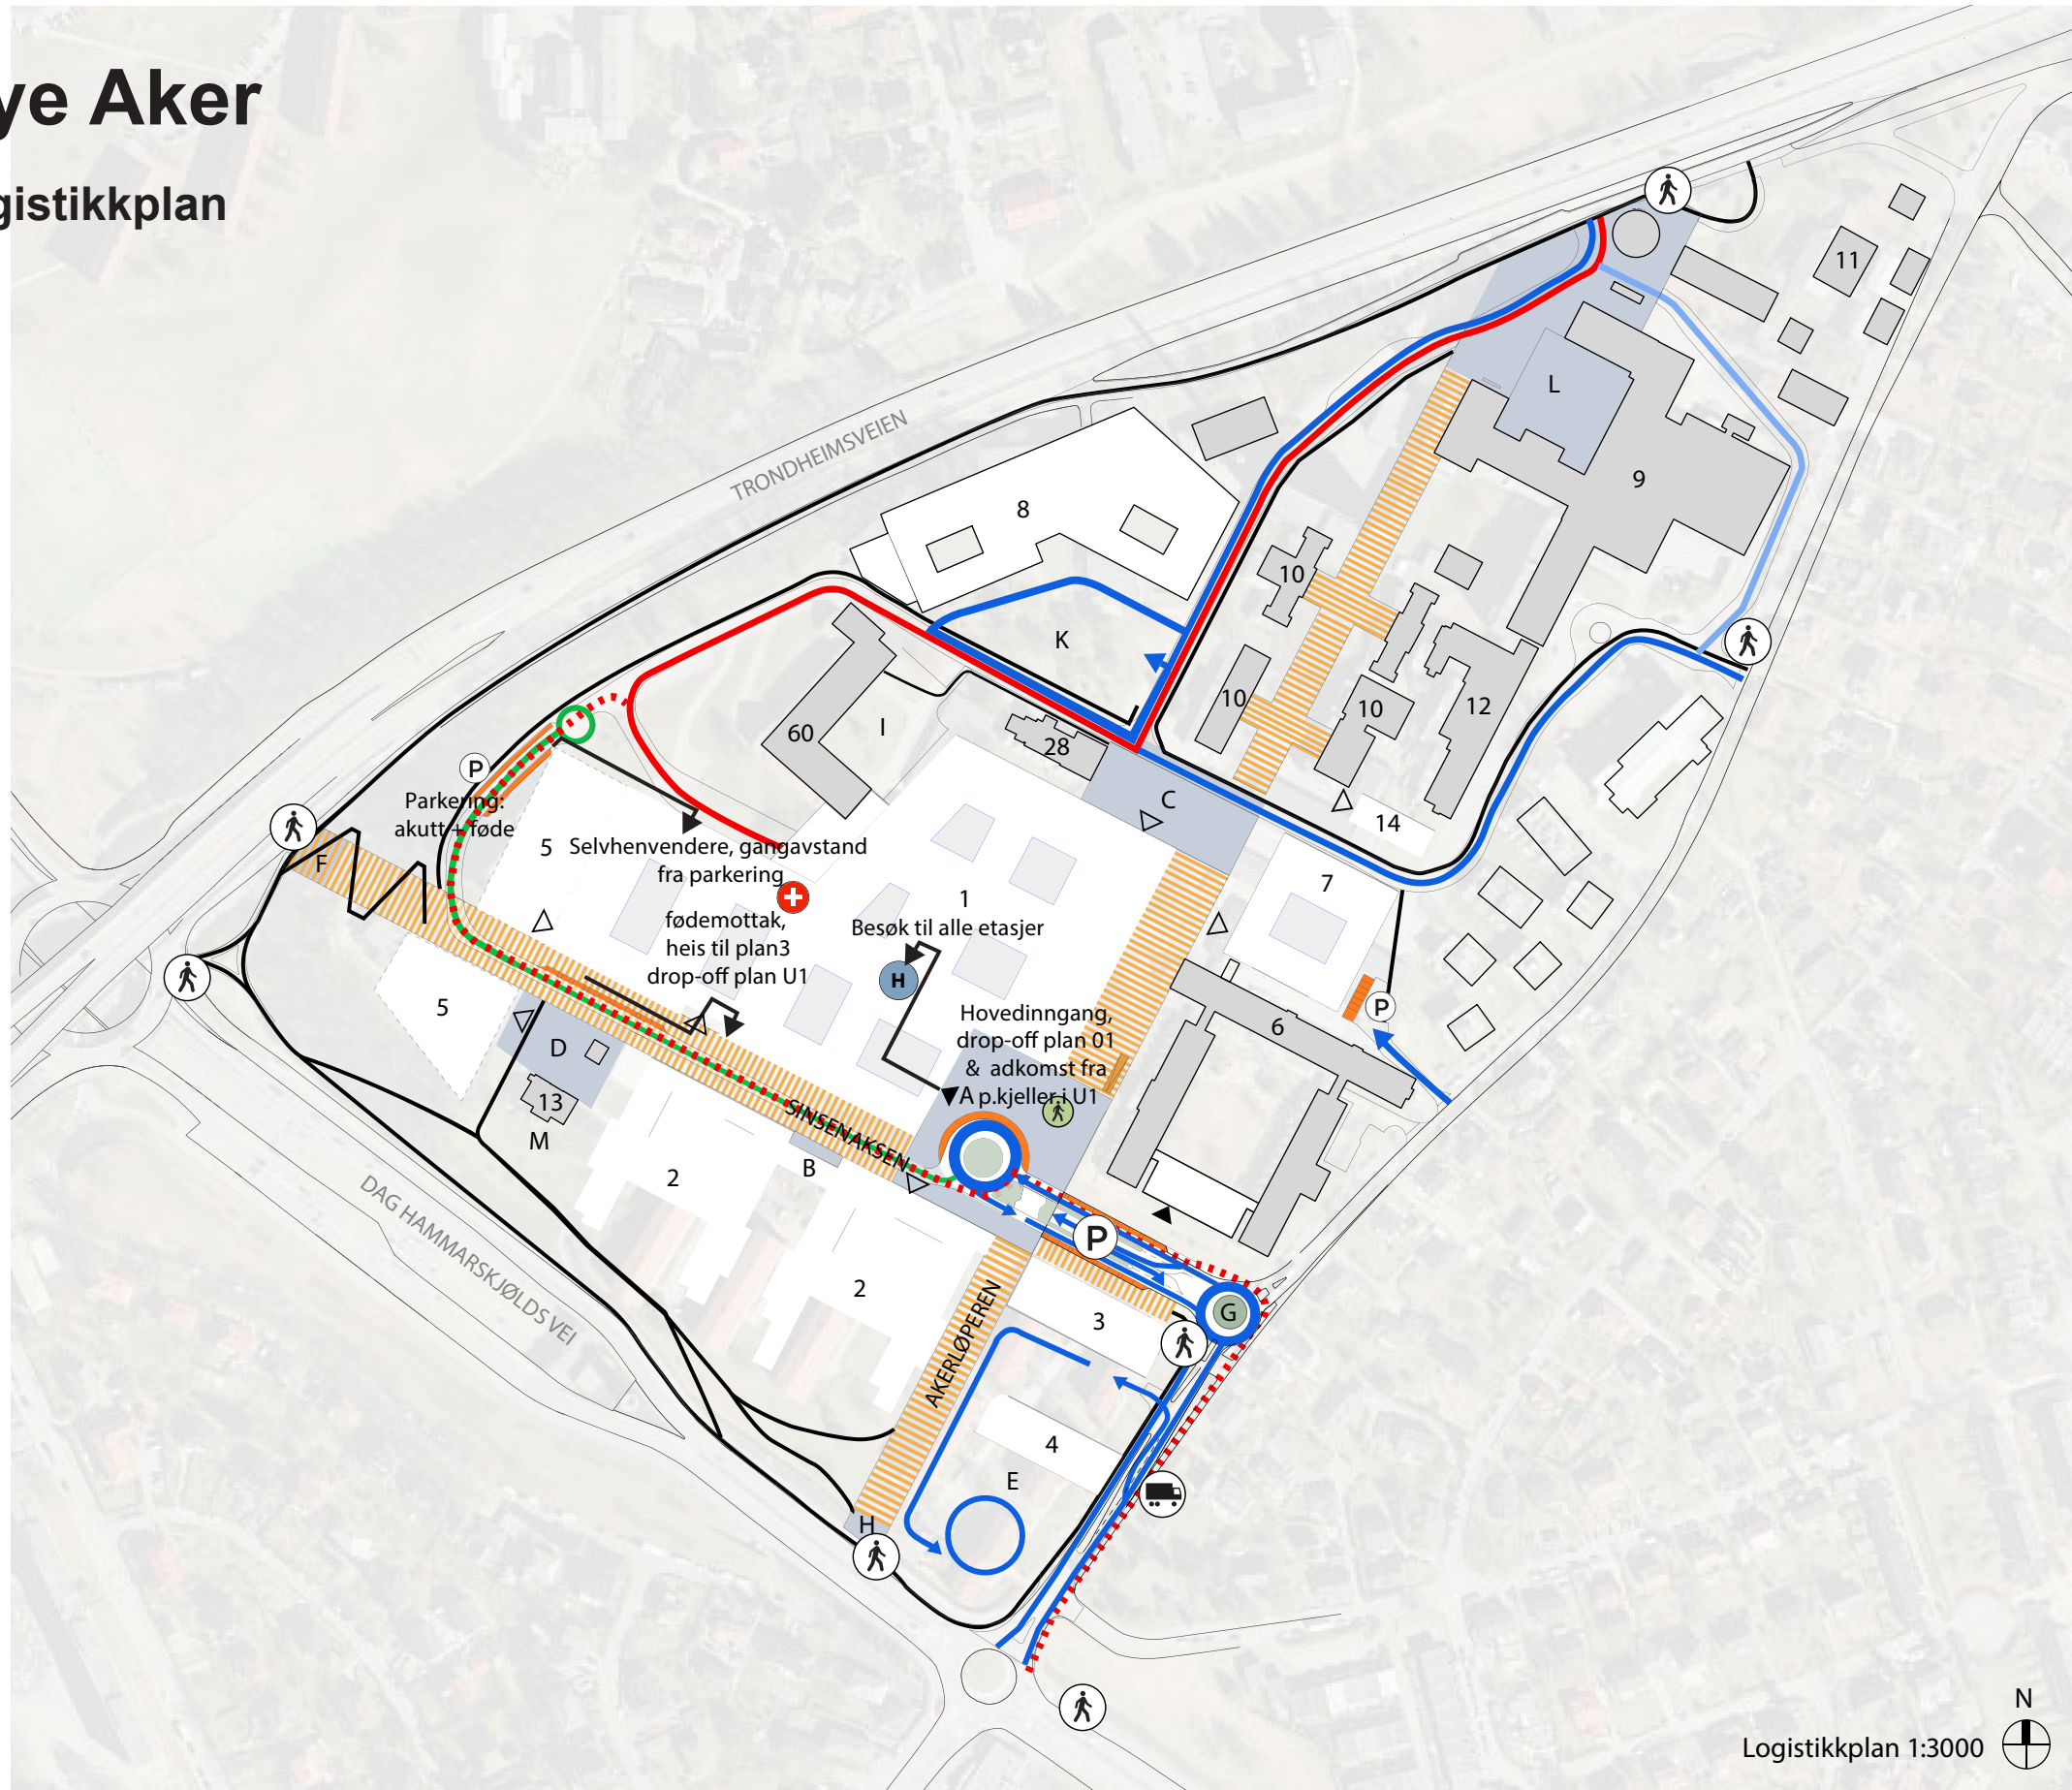 ye Aker
gistikkplan
11
L
TRONDHEIMSVEIEN
9
8
10
K
10
10
12
60
I
28
P
Parkering:
akutt + føde
C
14
5
Selvhenvendere, gangavstand
fra parkering
F
7
1
Besøk til alle etasjer
fødemottak,
heis til plan3
drop-off plan U1
H
5
P
Hovedinngang,
drop-off plan 01
& adkomst fra
A p.kjeller i U1
6
D
13
M
SINSENAKSEN
B
2
DAG HAMMARSKJØLDS VEI
P
2
G
3
AKERLØPEREN
4
E
H
N
Logistikkplan 1:3000